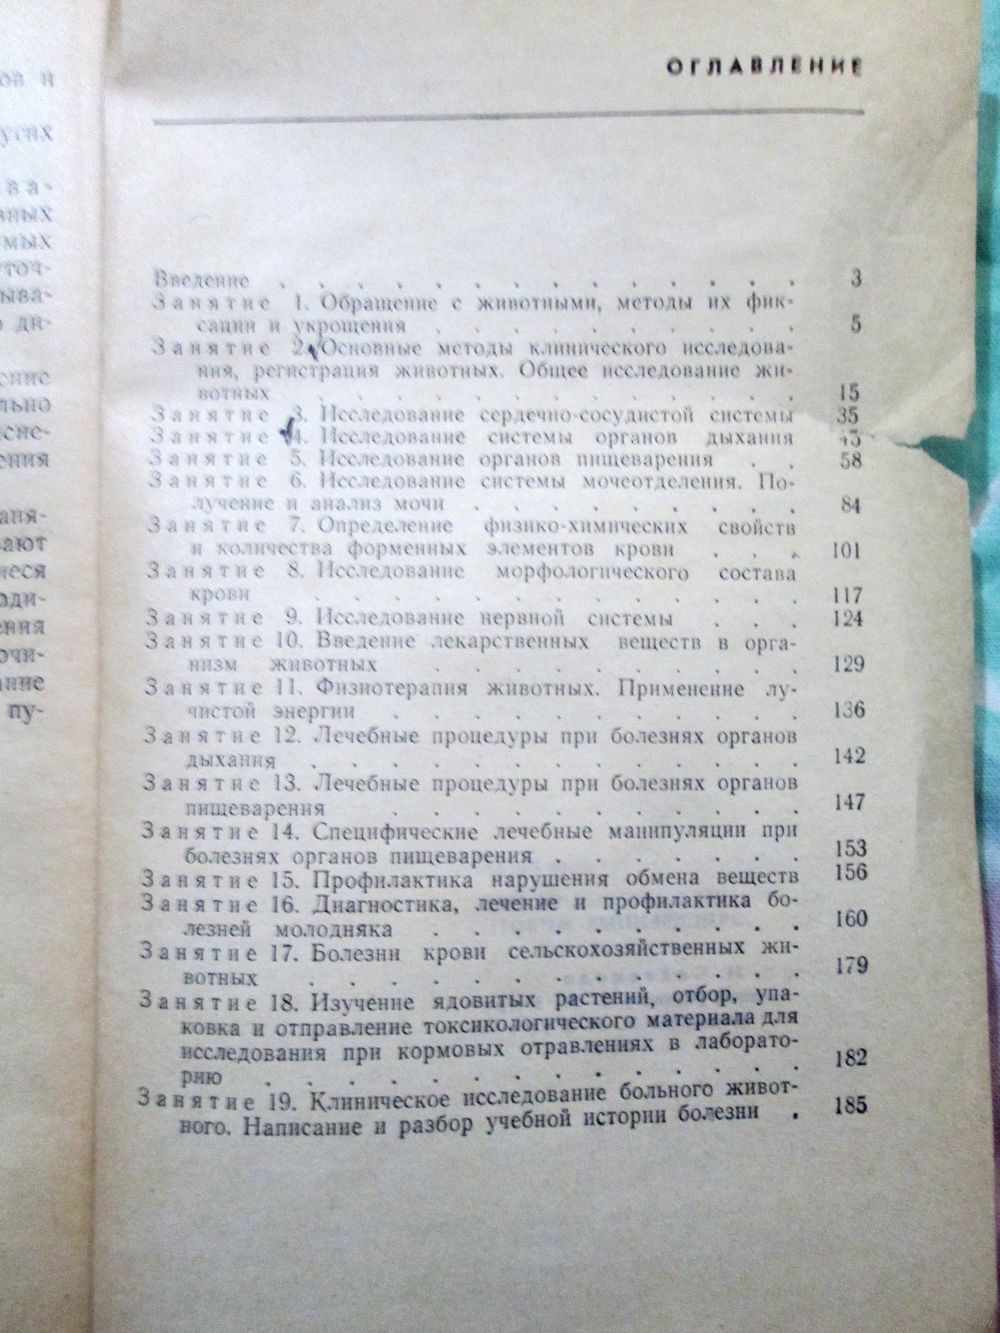 ОГЛАВЛЕНИЕ
Введение . . . . . . . . . . . . . 3
Занятие 1. Обращение с животными, методы их фик-
сации и укрощения . . . . . . . . . 5
Занятие 2. Основные методы клинического исследова-
ния, регистрация животных. Общее исследование жи-
вотных . . . . . . . . . . . . 15
Занятие 3. Исследование сердечно-сосудистой системы 35
Занятие 4. Исследование системы органов дыхания
Занятие 5. Исследование органов пищеварения . . 58
Занятие 6. Исследование системы мочеотделения. По-
лучение и анализ мочи . . . . . . . . 84
Занятие 7. Определение физико-химических свойств
и количества форменных элементов крови . . . 101
Занятие 8. Исследование морфологического состава
крови . . . . . . . . . . . . 117
Занятие 9. Исследование нервной системы . . . 124
Занятие 10. Введение лекарственных веществ в орга-
низм животных . . . . . . . . . 129
Занятие 11. Физиотерапия животных. Применение лу-
чистой энергии . . . . . . . . . . 136
Занятие 12. Лечебные процедуры при болезнях органов
дыхания . . . . . . . . . . . . 142
Занятие 13. Лечебные процедуры при болезнях органов
пищеварения . . . . . . . . . . 147
Занятие 14. Специфические лечебные манипуляции при
болезнях органов пищеварения . . . . . . . 153
Занятие 15. Профилактика нарушения обмена веществ 156
Занятие 16. Диагностика, лечение и профилактика бо-
лезней молодняка . . . . . . . . . 160
Занятие 17. Болезни крови сельскохозяйственных жи-
вотных . . . . . . . . . . . . 179
Занятие 18. Изучение ядовитых растений, отбор, упа-
ковка и отправление токсикологического материала для
исследования при кормовых отравлениях в лаборато-
рию . . . . . . . . . . . . . 182
Занятие 19. Клиническое исследование больного живот-
ного. Написание и разбор учебной истории болезни . 185